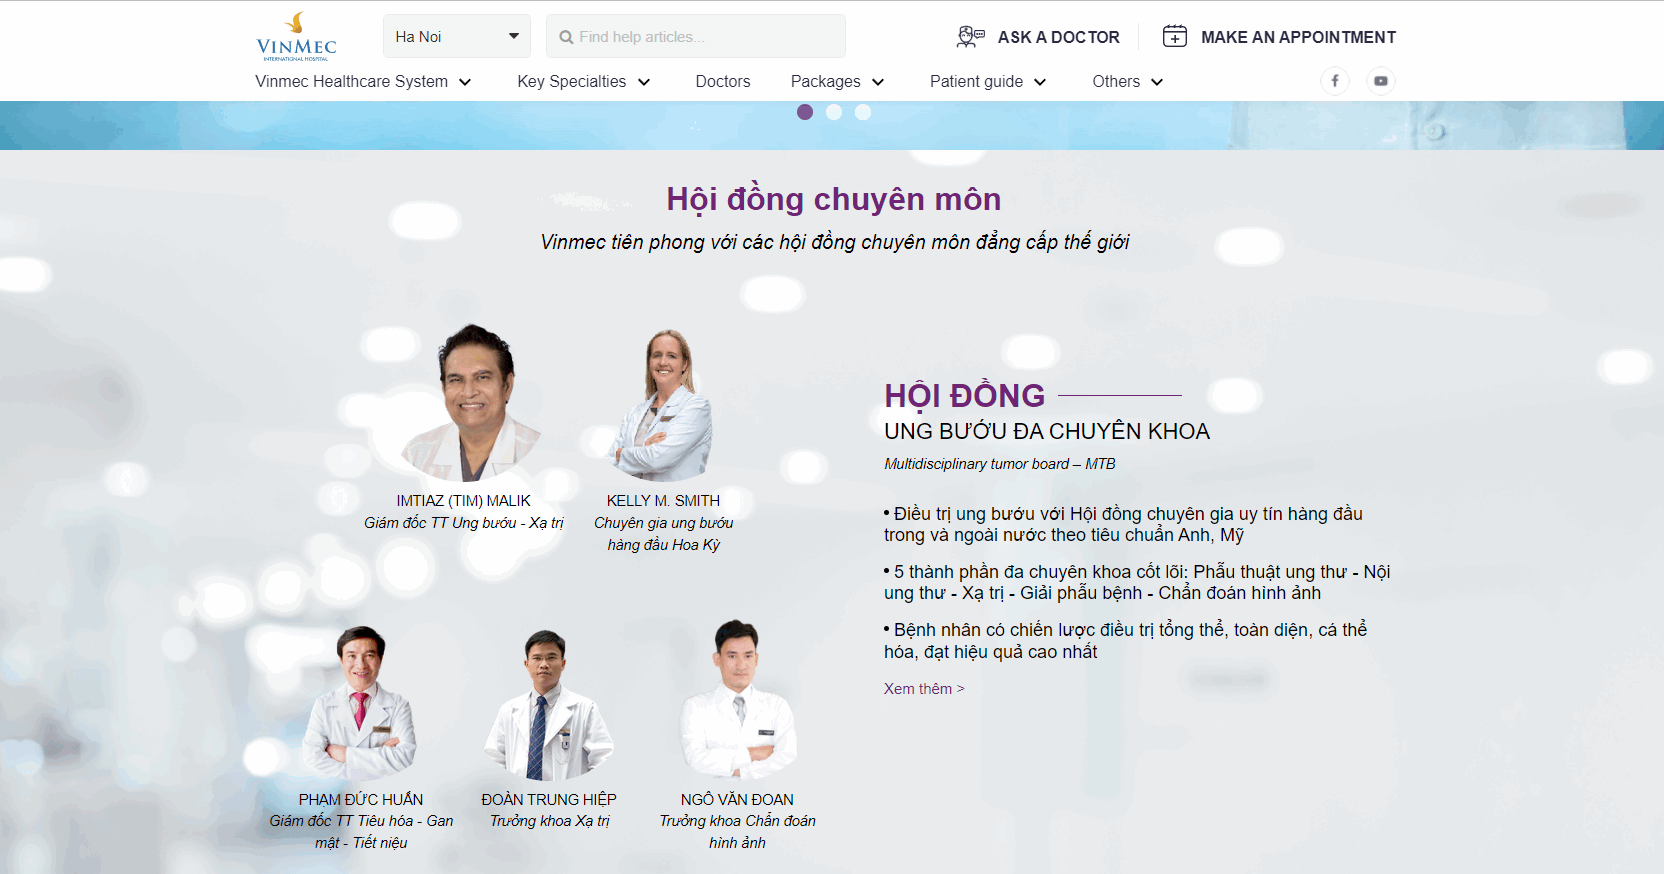 VINMEC
INTERNATIONAL HOSPITAL
Ha Noi
Find help articles...
ASK A DOCTOR
MAKE AN APPOINTMENT
Vinmec Healthcare System
Key Specialties
Doctors
Packages
Patient guide
Others
Hội đồng chuyên môn
Vinmec tiên phong với các hội đồng chuyên môn đẳng cấp thế giới
IMTIAZ (TIM) MALIK
Giám đốc TT Ung bướu - Xạ trị
KELLY M. SMITH
Chuyên gia ung bướu
hàng đầu Hoa Kỳ
PHẠM ĐỨC HUẤN
Giám đốc TT Tiêu hóa - Gan
mật - Tiết niệu
ĐOÀN TRUNG HIỆP
Trưởng khoa Xạ trị
NGÔ VĂN ĐOAN
Trưởng khoa Chẩn đoán
hình ảnh
HỘI ĐỒNG
UNG BƯỚU ĐA CHUYÊN KHOA
Multidisciplinary tumor board – MTB
• Điều trị ung bướu với Hội đồng chuyên gia uy tín hàng đầu
trong và ngoài nước theo tiêu chuẩn Anh, Mỹ
• 5 thành phần đa chuyên khoa cốt lõi: Phẫu thuật ung thư - Nội
ung thư - Xạ trị - Giải phẫu bệnh - Chẩn đoán hình ảnh
• Bệnh nhân có chiến lược điều trị tổng thể, toàn diện, cá thể
hóa, đạt hiệu quả cao nhất
Xem thêm >